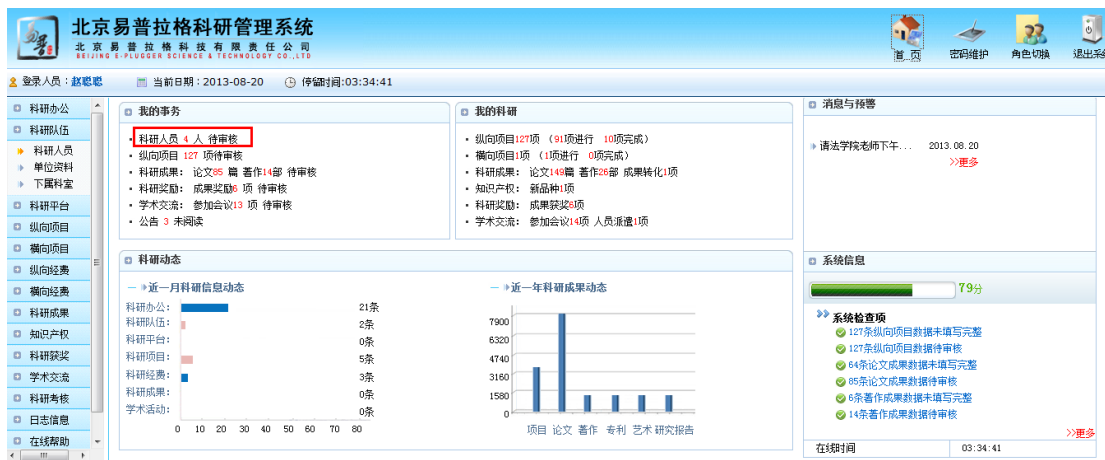 北京易普拉格科研管理系统
北京易普拉格科技有限责任公司
BEIJING E-PLUGGER SCIENCE & TECHNOLOGY CO.,LTD
首页
密码维护
角色切换
退出系
登录人员：赵聪聪
当前日期：2013-08-20
停留时间:03:34:41
科研办公
科研队伍
科研人员
单位资料
下属科室
科研平台
纵向项目
横向项目
纵向经费
横向经费
科研成果
知识产权
科研获奖
学术交流
科研考核
日志信息
在线帮助
我的事务
科研人员 4 人 待审核
纵向项目 127 项待审核
科研成果： 论文85 篇 著作14部 待审核
科研奖励： 成果奖励6 项 待审核
学术交流： 参加会议13 项 待审核
公告 3 未阅读
我的科研
纵向项目127项 （91项进行 10项完成）
横向项目1项 （1项进行 0项完成）
科研成果： 论文149篇 著作26部 成果转化1项
知识产权： 新品种1项
科研奖励： 成果获奖6项
学术交流： 参加会议14项 人员派遣1项
消息与预警
请法学院老师下午... 2013.08.20
>>更多
科研动态
近一月科研信息动态
科研办公： 21条
科研队伍： 2条
科研平台： 0条
科研项目： 5条
科研经费： 3条
科研成果： 0条
学术活动： 0条
0 10 20 30 40 50 60 70 80
近一年科研成果动态
7900
6320
4740
3160
1580
0
项目 论文 著作 专利 艺术 研究报告
系统信息
79分
系统检查项
127条纵向项目数据未填写完整
127条纵向项目数据待审核
64条论文成果数据未填写完整
85条论文成果数据待审核
6条著作成果数据未填写完整
14条著作成果数据待审核
>>更多
在线时间 03:34:41